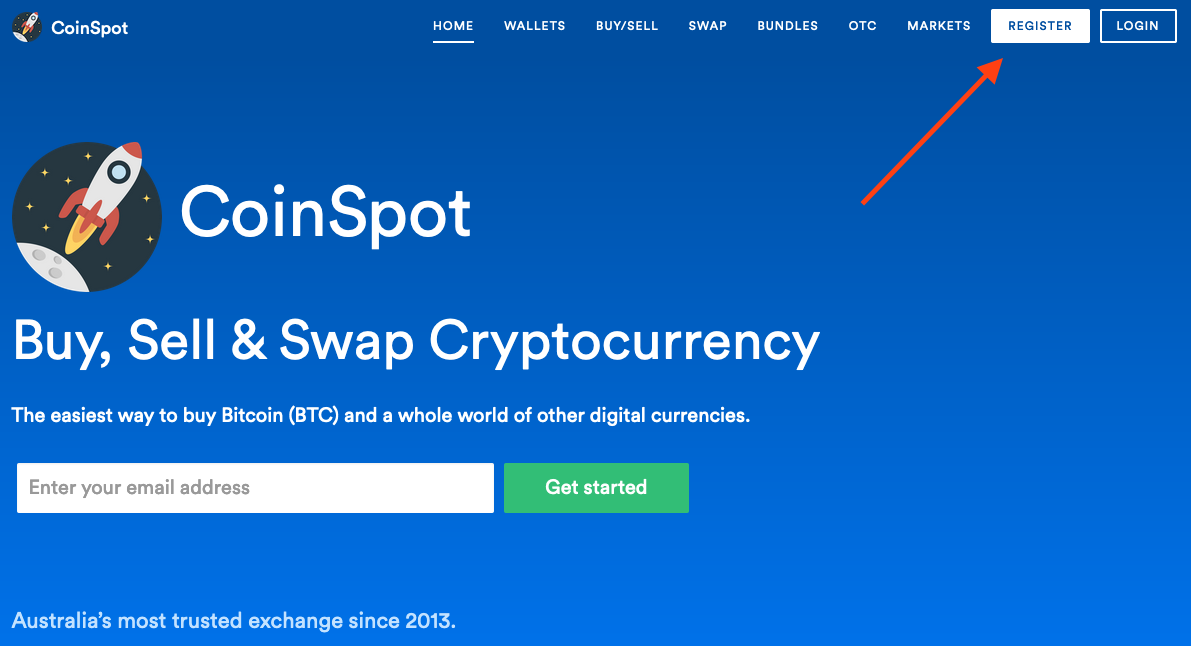 CoinSpot
HOME WALLETS BUY/SELL SWAP BUNDLES OTC MARKETS REGISTER LOGIN
CoinSpot
Buy, Sell & Swap Cryptocurrency
The easiest way to buy Bitcoin (BTC) and a whole world of other digital currencies.
Enter your email address
Get started
Australia’s most trusted exchange since 2013.